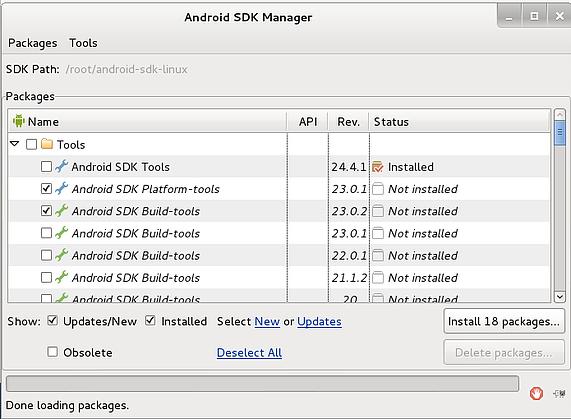 Android SDK Manager
Packages Tools
SDK Path: /root/android-sdk-linux
Packages
Name API Rev. Status
Tools
Android SDK Tools 24.4.1 Installed
Android SDK Platform-tools 23.0.1 Not installed
Android SDK Build-tools 23.0.2 Not installed
Android SDK Build-tools 23.0.1 Not installed
Android SDK Build-tools 22.0.1 Not installed
Android SDK Build-tools 21.1.2 Not installed
Android SDK Build-tools 20 Not installed
Show: Updates/New Installed Select New or Updates Install 18 packages...
Obsolete Deselect All Delete packages...
Done loading packages.